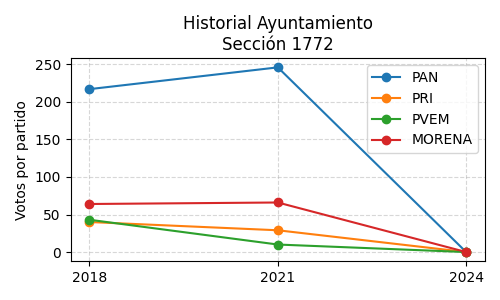 Historial Ayuntamiento
Sección 1772
Votos por partido
250
200
150
100
50
0
2018
2021
2024
PAN
PRI
PVEM
MORENA